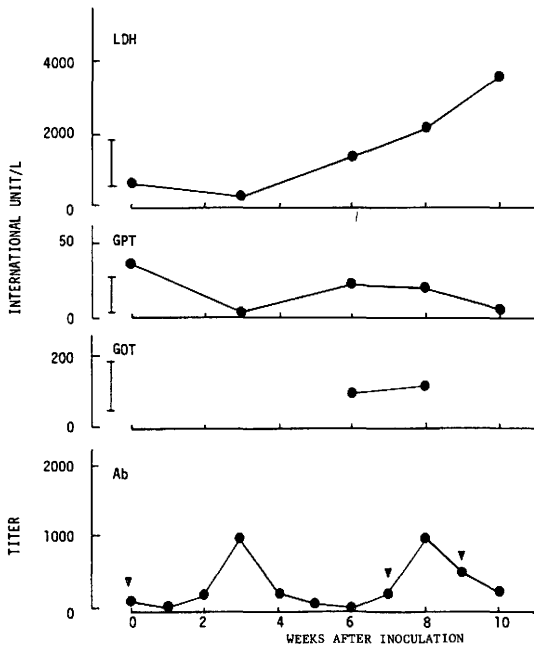 LDH
4000
2000
0
INTERNATIONAL UNIT/L
GPT
50
0
GOT
200
0
Ab
2000
1000
0
TITER
0 2 4 6 8 10
WEEKS AFTER INOCULATION